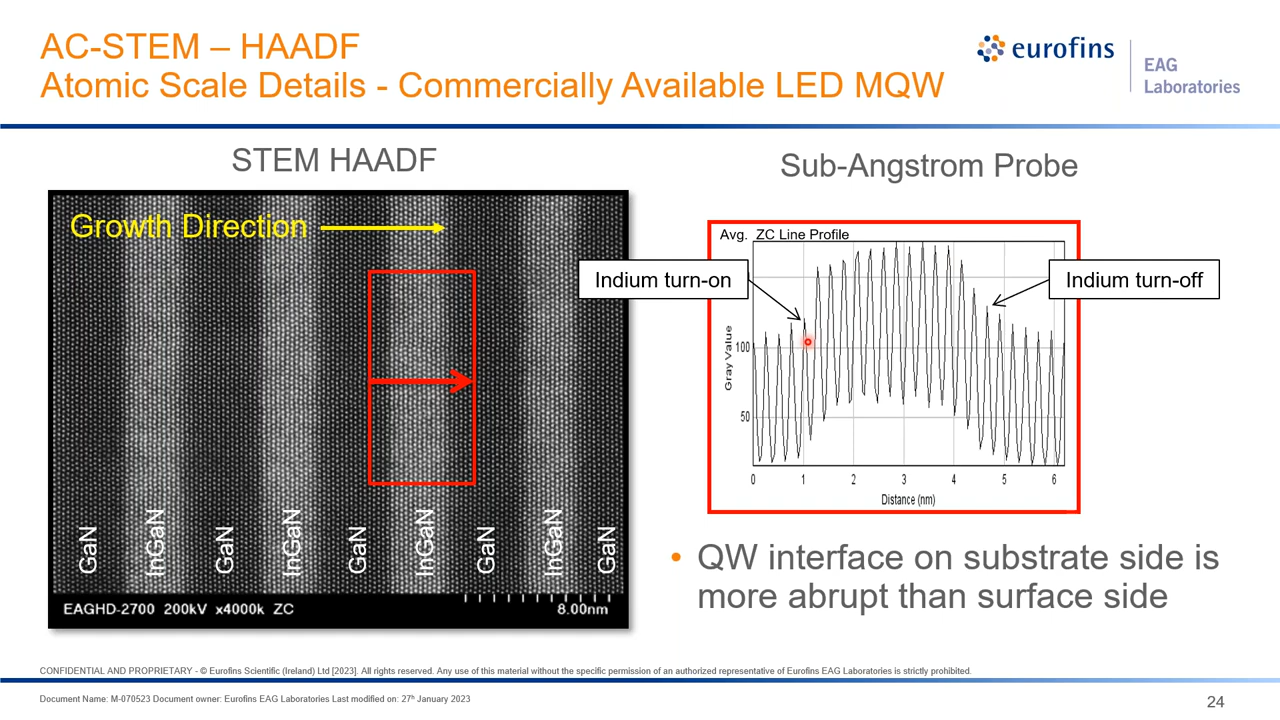 AC-STEM – HAADF
Atomic Scale Details - Commercially Available LED MQW
eurofins
EAG
Laboratories
STEM HAADF
Sub-Angstrom Probe
Growth Direction
GaN
InGaN
GaN
InGaN
GaN
InGaN
GaN
InGaN
GaN
EAGHD-2700 200kV x4000k ZC
8.00nm
Avg. ZC Line Profile
Indium turn-on
Indium turn-off
Gray Value
100
50
0 1 2 3 4 5 6
Distance (nm)
• QW interface on substrate side is
more abrupt than surface side
CONFIDENTIAL AND PROPRIETARY - © Eurofins Scientific (Ireland) Ltd [2023]. All rights reserved. Any use of this material without the specific permission of an authorized representative of Eurofins EAG Laboratories is strictly prohibited.
Document Name: M-070523 Document owner: Eurofins EAG Laboratories Last modified on: 27th January 2023
24